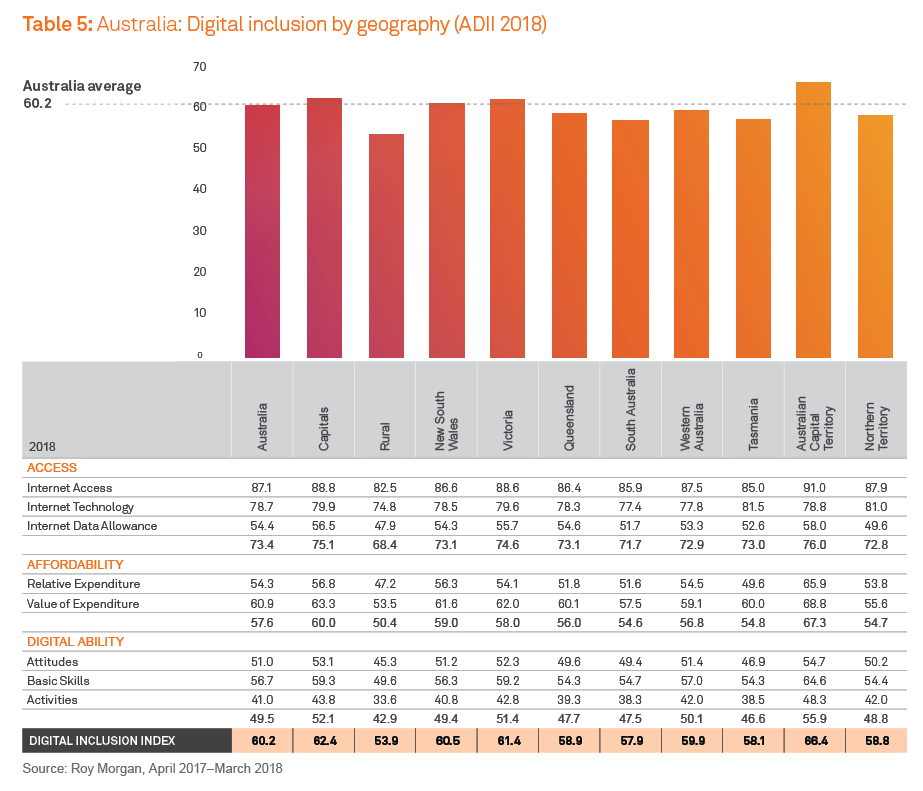 Table 5: Australia: Digital inclusion by geography (ADII 2018)
70
Australia average
60.2
60
50
40
30
20
10
0
2018 Australia Capitals Rural New South Wales Victoria Queensland South Australia Western Australia Tasmania Australian Capital Territory Northern Territory
ACCESS
Internet Access 87.1 88.8 82.5 86.6 88.6 86.4 85.9 87.5 85.0 91.0 87.9
Internet Technology 78.7 79.9 74.8 78.5 79.6 78.3 77.4 77.8 81.5 78.8 81.0
Internet Data Allowance 54.4 56.5 47.9 54.3 55.7 54.6 51.7 53.3 52.6 58.0 49.6
73.4 75.1 68.4 73.1 74.6 73.1 71.7 72.9 73.0 76.0 72.8
AFFORDABILITY
Relative Expenditure 54.3 56.8 47.2 56.3 54.1 51.8 51.6 54.5 49.6 65.9 53.8
Value of Expenditure 60.9 63.3 53.5 61.6 62.0 60.1 57.5 59.1 60.0 68.8 55.6
57.6 60.0 50.4 59.0 58.0 56.0 54.6 56.8 54.8 67.3 54.7
DIGITAL ABILITY
Attitudes 51.0 53.1 45.3 51.2 52.3 49.6 49.4 51.4 46.9 54.7 50.2
Basic Skills 56.7 59.3 49.6 56.3 59.2 54.3 54.7 57.0 54.3 64.6 54.4
Activities 41.0 43.8 33.6 40.8 42.8 39.3 38.3 42.0 38.5 48.3 42.0
49.5 52.1 42.9 49.4 51.4 47.7 47.5 50.1 46.6 55.9 48.8
DIGITAL INCLUSION INDEX 60.2 62.4 53.9 60.5 61.4 58.9 57.9 59.9 58.1 66.4 58.8
Source: Roy Morgan, April 2017–March 2018